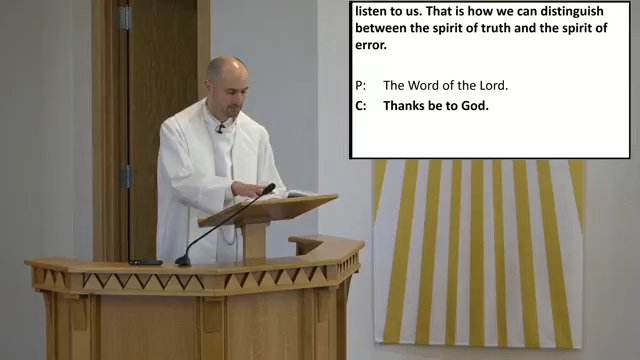 listen to us. That is how we can distinguish
between the spirit of truth and the spirit of
error.
P: The Word of the Lord.
C: Thanks be to God.